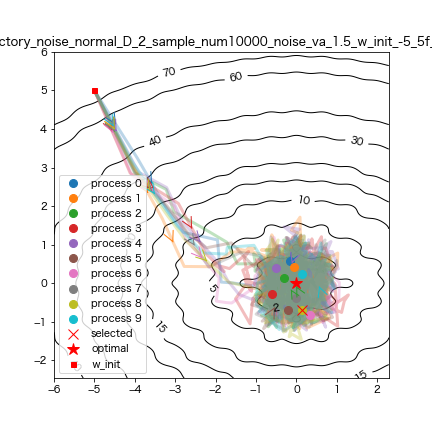 ctory_noise_normal_D_2_sample_num10000_noise_va_1.5_w_init_-5_5f_
6
5
4
3
2
1
0
−1
−2
−6
−5
−4
−3
−2
−1
0
1
2
70
60
40
30
10
5
2
15
15
process 0
process 1
process 2
process 3
process 4
process 5
process 6
process 7
process 8
process 9
selected
optimal
w_init